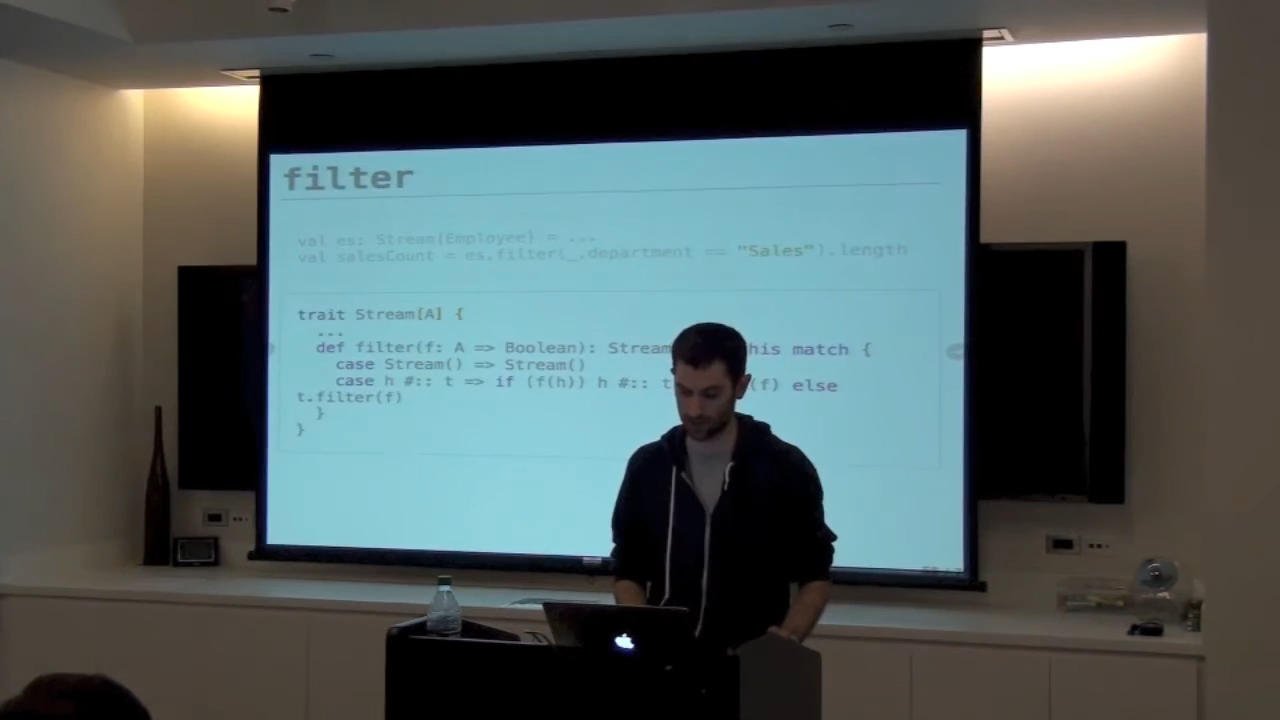 filter
val es: Stream[Employee] = ...
val salesCount = es.filter(_.department == "Sales").length
trait Stream[A] {
...
def filter(f: A => Boolean): Stream his match {
case Stream() => Stream()
case h #:: t => if (f(h)) h #:: t (f) else
t.filter(f)
}
}